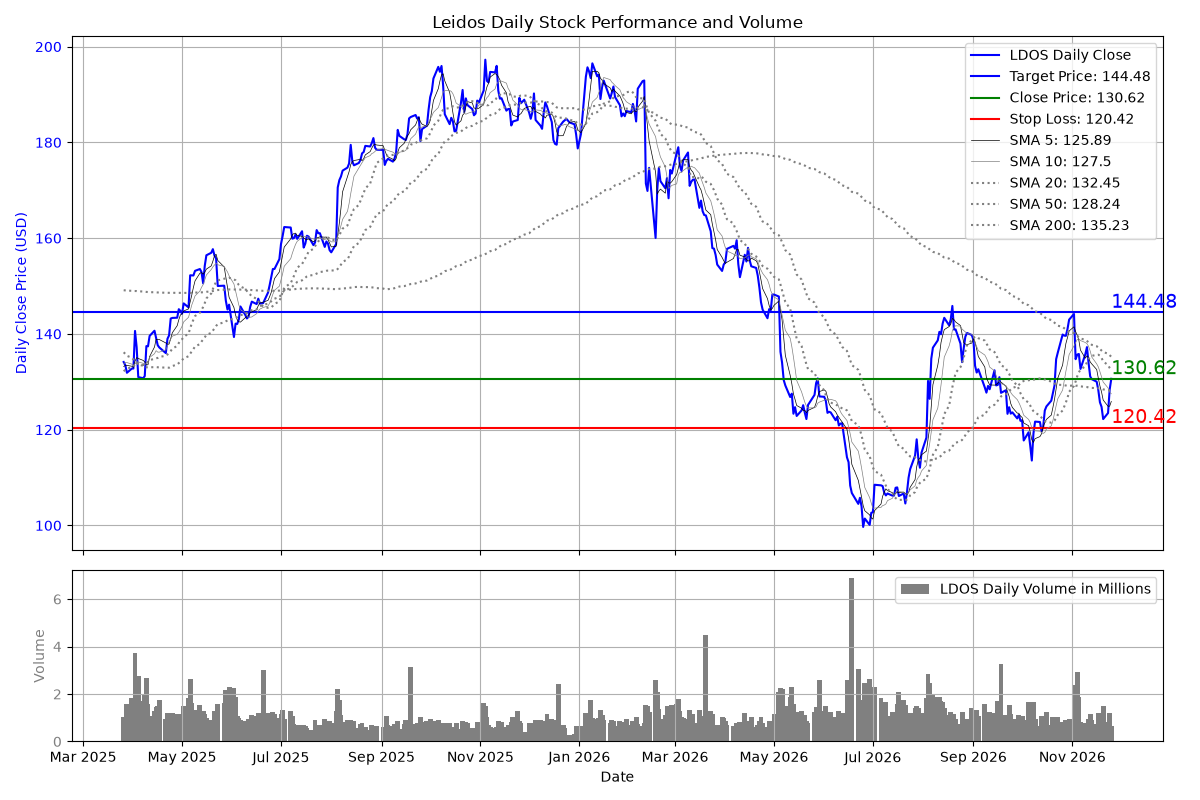 Leidos Daily Stock Performance and Volume
Daily Close Price (USD)
200
180
160
140
120
100
LDOS Daily Close
Target Price: 144.48
Close Price: 130.62
Stop Loss: 120.42
SMA 5: 125.89
SMA 10: 127.5
SMA 20: 132.45
SMA 50: 128.24
SMA 200: 135.23
144.48
130.62
120.42
Volume
6
4
2
0
LDOS Daily Volume in Millions
Mar 2025 May 2025 Jul 2025 Sep 2025 Nov 2025 Jan 2026 Mar 2026 May 2026 Jul 2026 Sep 2026 Nov 2026
Date